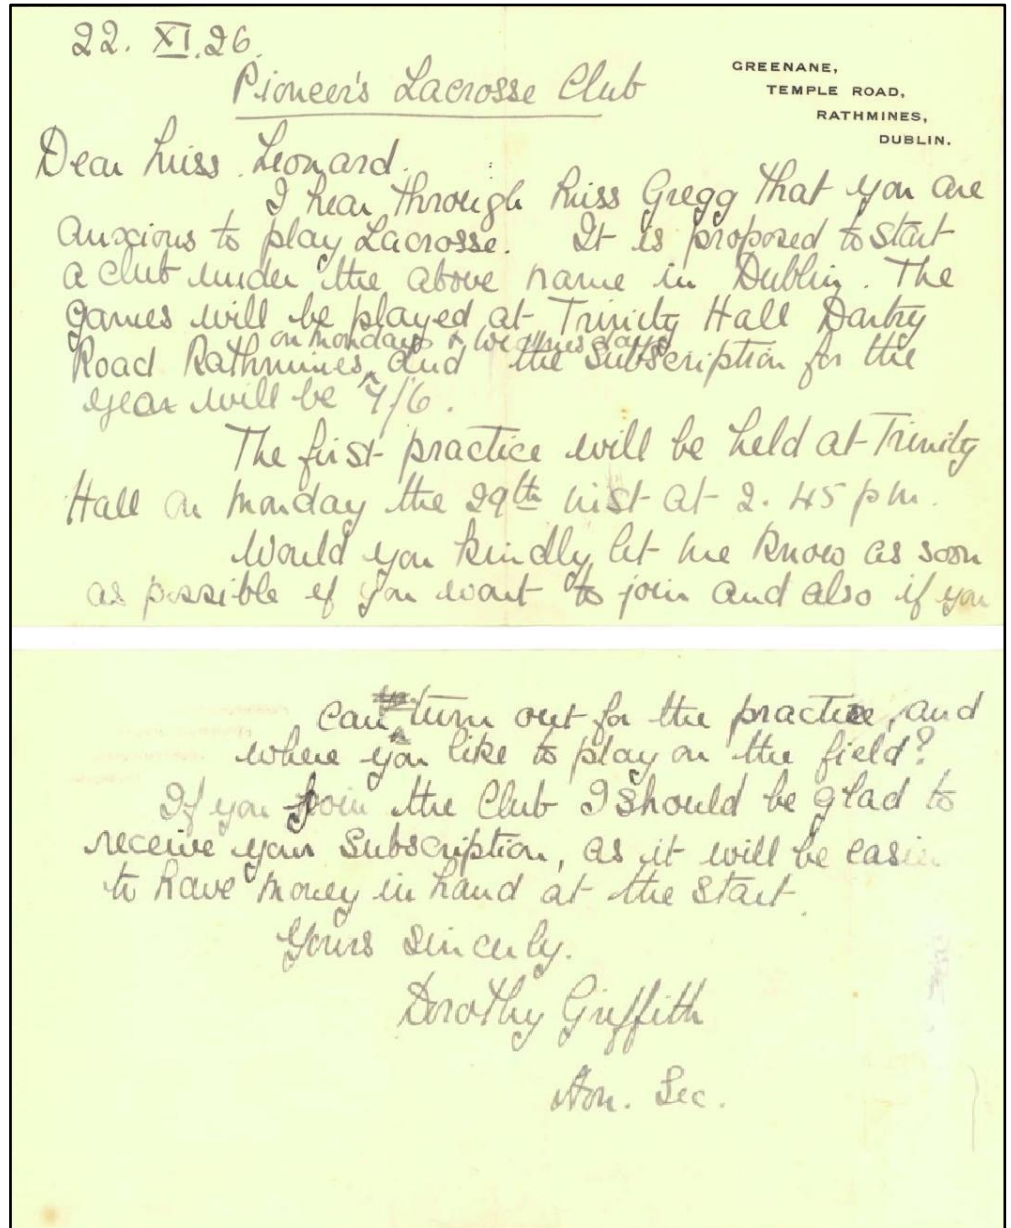 22. XI. 26.
Pioneer's Lacrosse Club
GREENANE,
TEMPLE ROAD,
RATHMINES,
DUBLIN.
Dear Miss Leonard.
I hear through Miss Gregg that you are
anxious to play Lacrosse. It is proposed to start
a club under the above name in Dublin. The
games will be played at Trinity Hall Dartry
on Mondays & Wednesdays
Road Rathmines, and the subscription for the
year will be 7/6.
The first practice will be held at Trinity
Hall on Monday the 29th inst at 2.45 pm.
Would you kindly let me know as soon
as possible if you want to join and also if you
can turn out for the practice, and
where you like to play on the field?
If you join the Club I should be glad to
receive your subscription, as it will be easier
to have money in hand at the start.
Yours sincerly.
Dorothy Griffith
Hon. Sec.